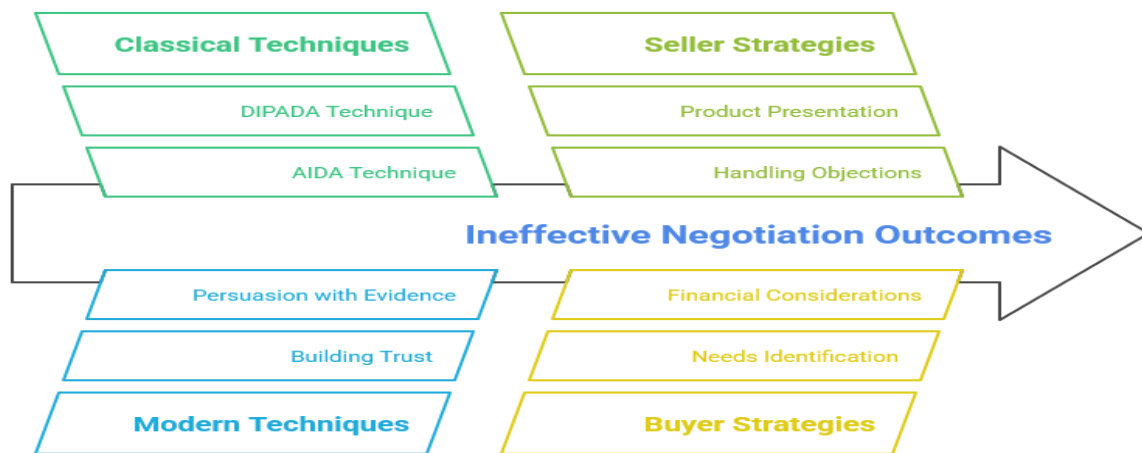 Classical Techniques
DIPADA Technique
AIDA Technique
Seller Strategies
Product Presentation
Handling Objections
Ineffective Negotiation Outcomes
Persuasion with Evidence
Building Trust
Modern Techniques
Financial Considerations
Needs Identification
Buyer Strategies